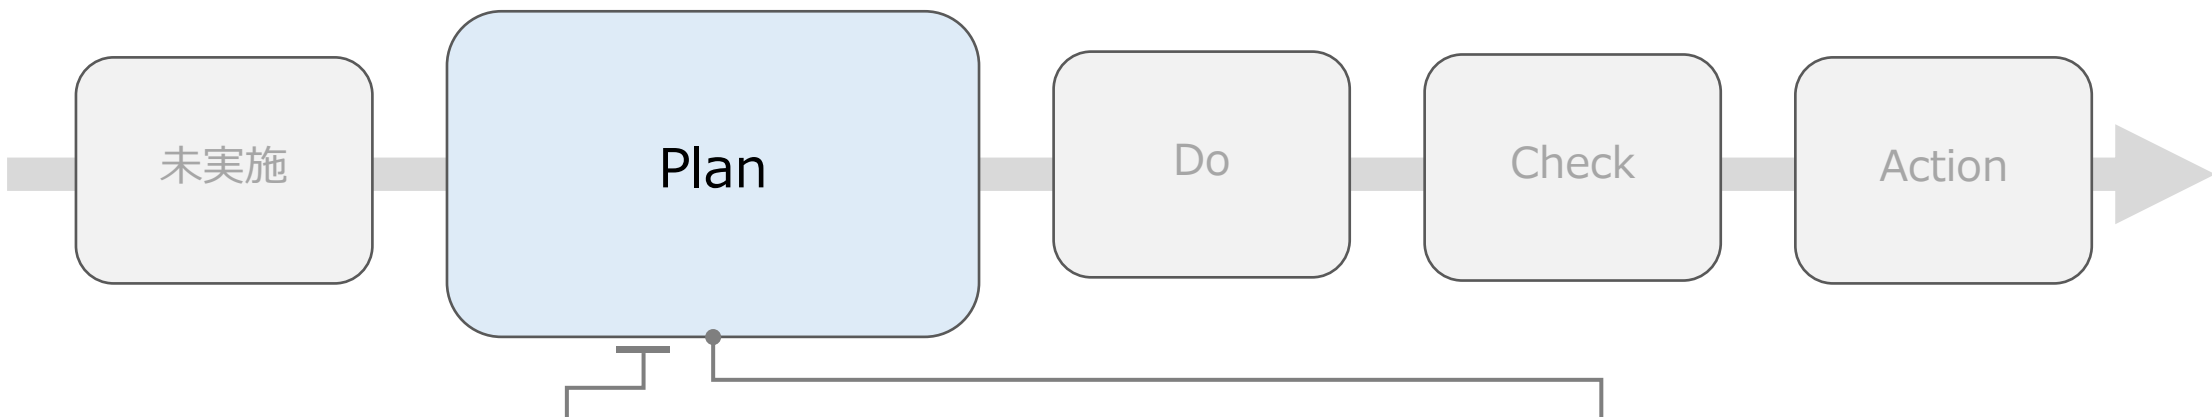 未実施
Plan
Do
Check
Action